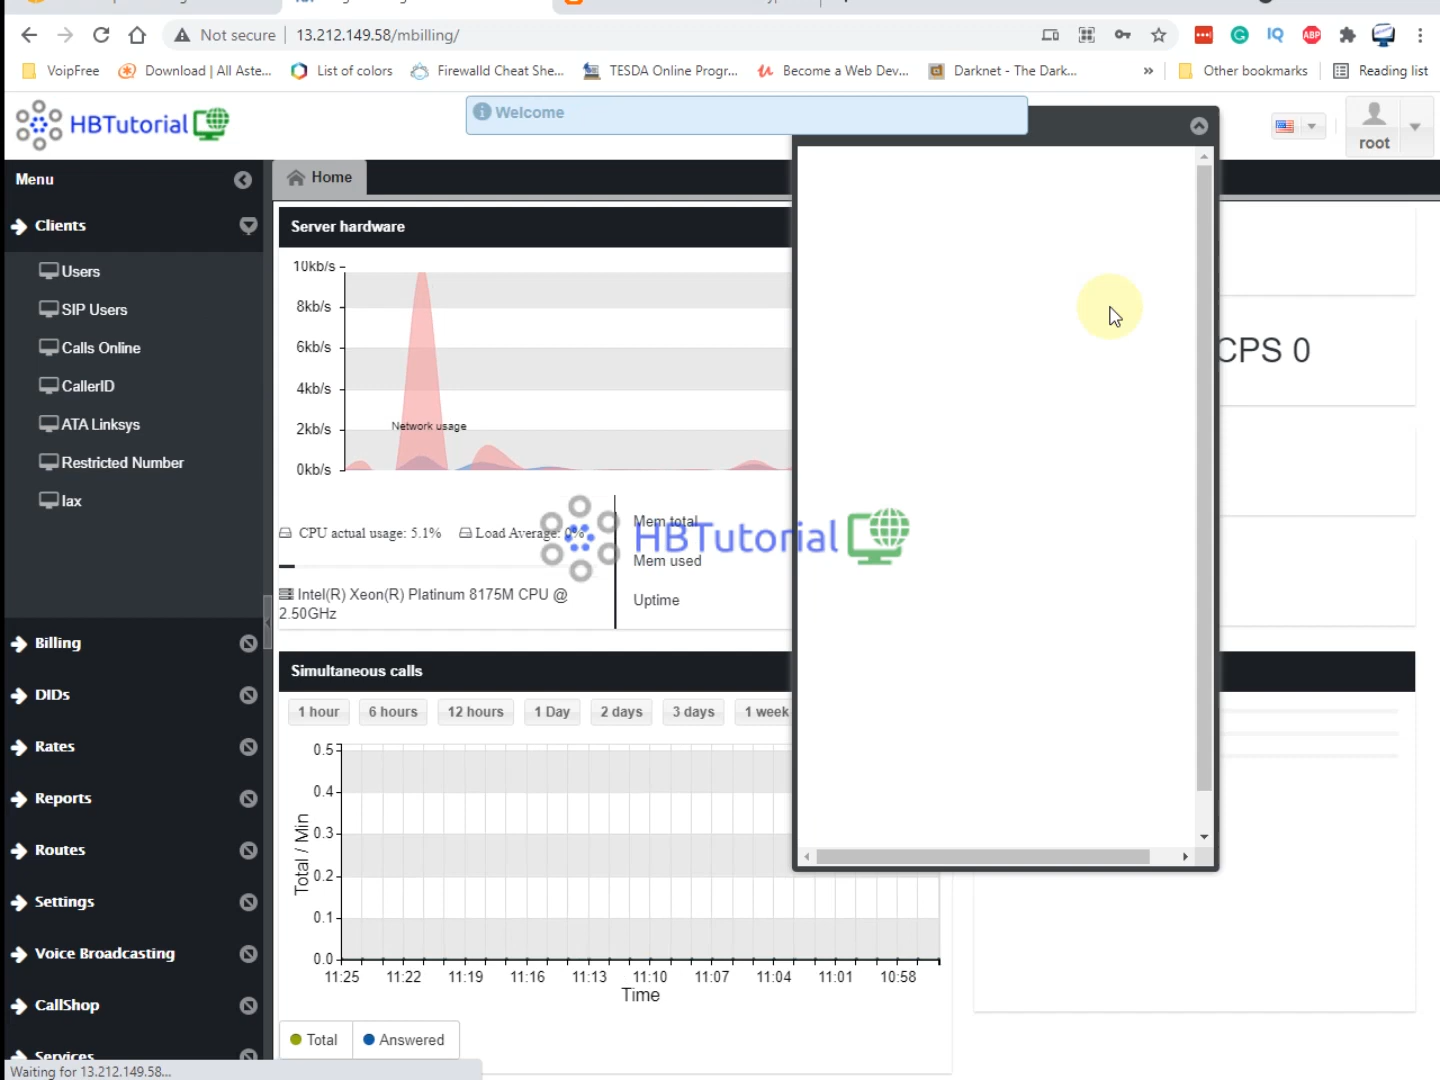 Not secure
13.212.149.58/mbilling/
VoipFree
Download | All Aste...
List of colors
Firewalld Cheat She...
TESDA Online Progr...
Become a Web Dev...
Darknet - The Dark...
»
Other bookmarks
Reading list
IQ
ABP
HBTutorial
Welcome
root
Menu
Home
Clients
Users
SIP Users
Calls Online
CallerID
ATA Linksys
Restricted Number
Iax
Billing
DIDs
Rates
Reports
Routes
Settings
Voice Broadcasting
CallShop
Services
Server hardware
10kb/s
8kb/s
6kb/s
4kb/s
2kb/s
0kb/s
Network usage
CPS 0
CPU actual usage: 5.1%
Load Average: 0%
Intel(R) Xeon(R) Platinum 8175M CPU @
2.50GHz
Mem total
Mem used
Uptime
HBTutorial
Simultaneous calls
1 hour
6 hours
12 hours
1 Day
2 days
3 days
1 week
Total / Min
0.5
0.4
0.3
0.2
0.1
0.0
11:25
11:22
11:19
11:16
11:13
11:10
11:07
11:04
11:01
10:58
Time
Total
Answered
Waiting for 13.212.149.58...